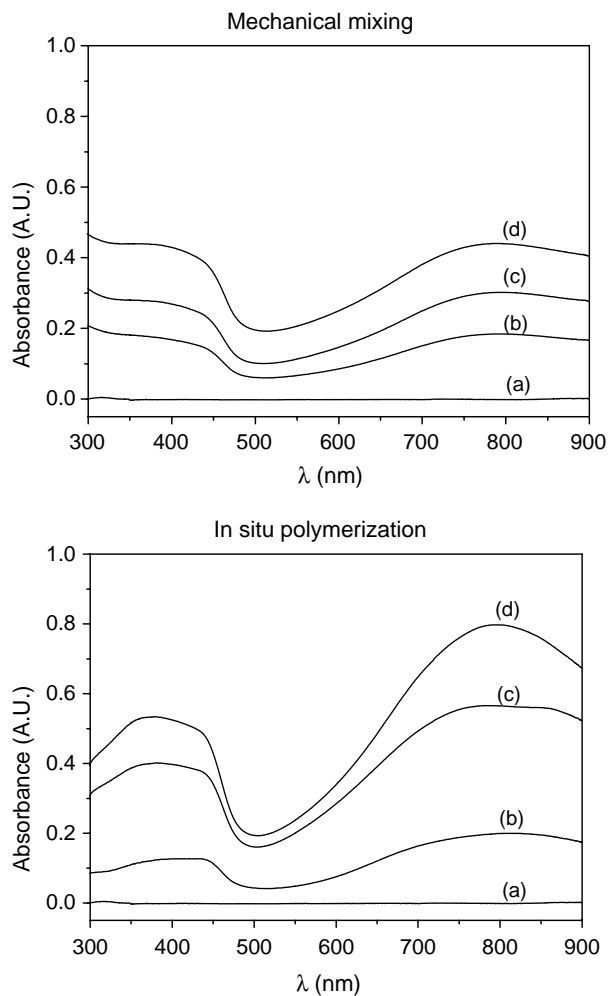 Mechanical mixing
1.0
0.8
0.6
0.4
0.2
0.0
Absorbance (A.U.)
(d)
(c)
(b)
(a)
300 400 500 600 700 800 900
λ (nm)
In situ polymerization
1.0
0.8
0.6
0.4
0.2
0.0
Absorbance (A.U.)
(d)
(c)
(b)
(a)
300 400 500 600 700 800 900
λ (nm)